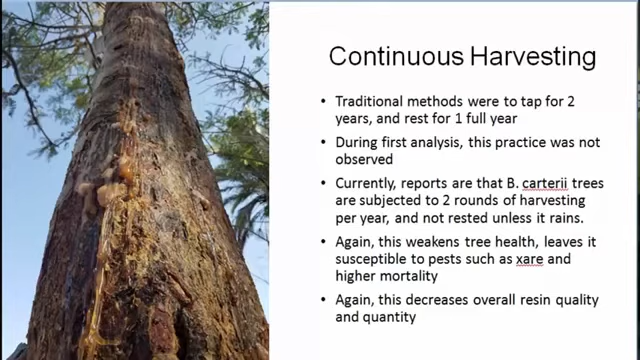 Continuous Harvesting
• Traditional methods were to tap for 2
years, and rest for 1 full year
• During first analysis, this practice was not
observed
• Currently, reports are that B. carterii trees
are subjected to 2 rounds of harvesting
per year, and not rested unless it rains.
• Again, this weakens tree health, leaves it
susceptible to pests such as xare and
higher mortality
• Again, this decreases overall resin quality
and quantity